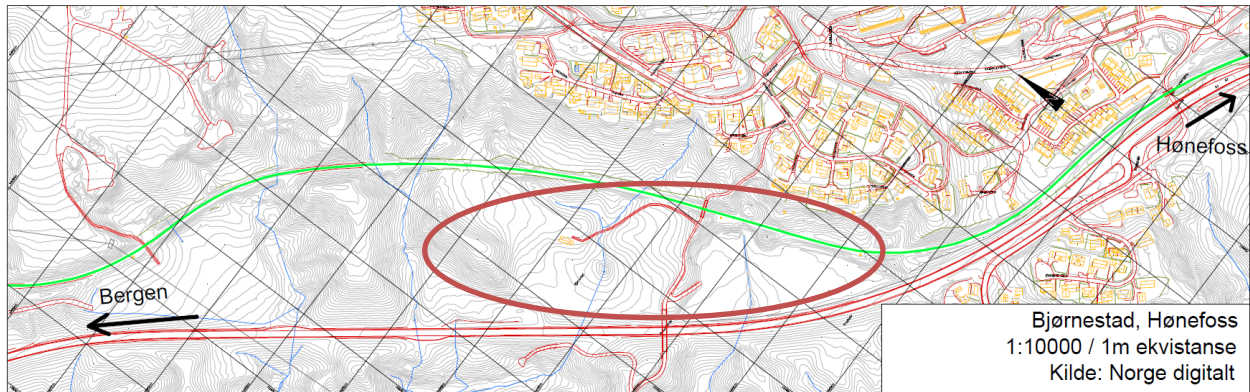 Hønefoss
Bergen
Bjørnestad, Hønefoss
1:10000 / 1m ekvistanse
Kilde: Norge digitalt